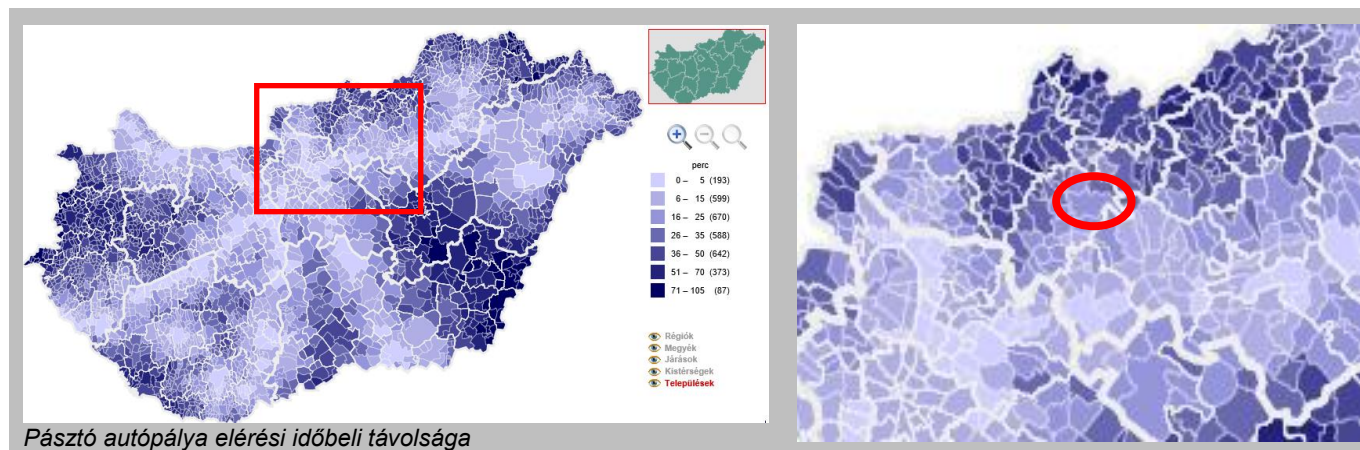 perc
0 – 5 (193)
6 – 15 (599)
16 – 25 (670)
26 – 35 (588)
36 – 50 (642)
51 – 70 (373)
71 – 105 (87)
Régiók
Megyék
Járások
Kistérségek
Települések
Pásztó autópálya elérési időbeli távolsága